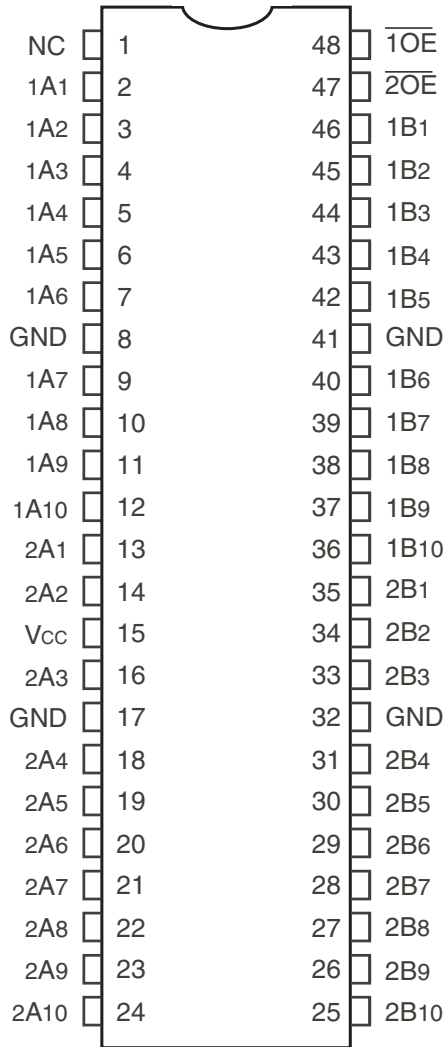 NC 1 48 1OE
1A1 2 47 2OE
1A2 3 46 1B1
1A3 4 45 1B2
1A4 5 44 1B3
1A5 6 43 1B4
1A6 7 42 1B5
GND 8 41 GND
1A7 9 40 1B6
1A8 10 39 1B7
1A9 11 38 1B8
1A10 12 37 1B9
2A1 13 36 1B10
2A2 14 35 2B1
VCC 15 34 2B2
2A3 16 33 2B3
GND 17 32 GND
2A4 18 31 2B4
2A5 19 30 2B5
2A6 20 29 2B6
2A7 21 28 2B7
2A8 22 27 2B8
2A9 23 26 2B9
2A10 24 25 2B10